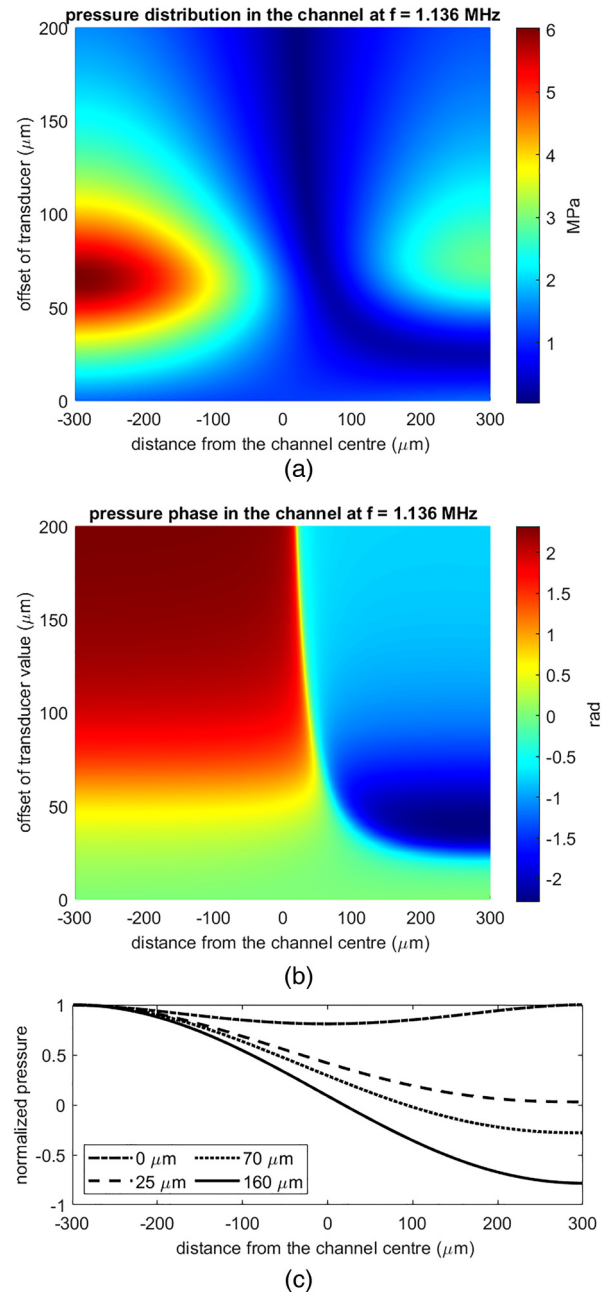 pressure distribution in the channel at f = 1.136 MHz
200
150
100
50
0
offset of transducer (μm)
-300 -200 -100 0 100 200 300
distance from the channel centre (μm)
6
5
4
3
2
1
MPa
(a)
pressure phase in the channel at f = 1.136 MHz
200
150
100
50
0
offset of transducer value (μm)
-300 -200 -100 0 100 200 300
distance from the channel centre (μm)
2
1.5
1
0.5
0
-0.5
-1
-1.5
-2
rad
(b)
1
0.5
0
-0.5
-1
normalized pressure
0 μm 70 μm
25 μm 160 μm
-300 -200 -100 0 100 200 300
distance from the channel centre (μm)
(c)